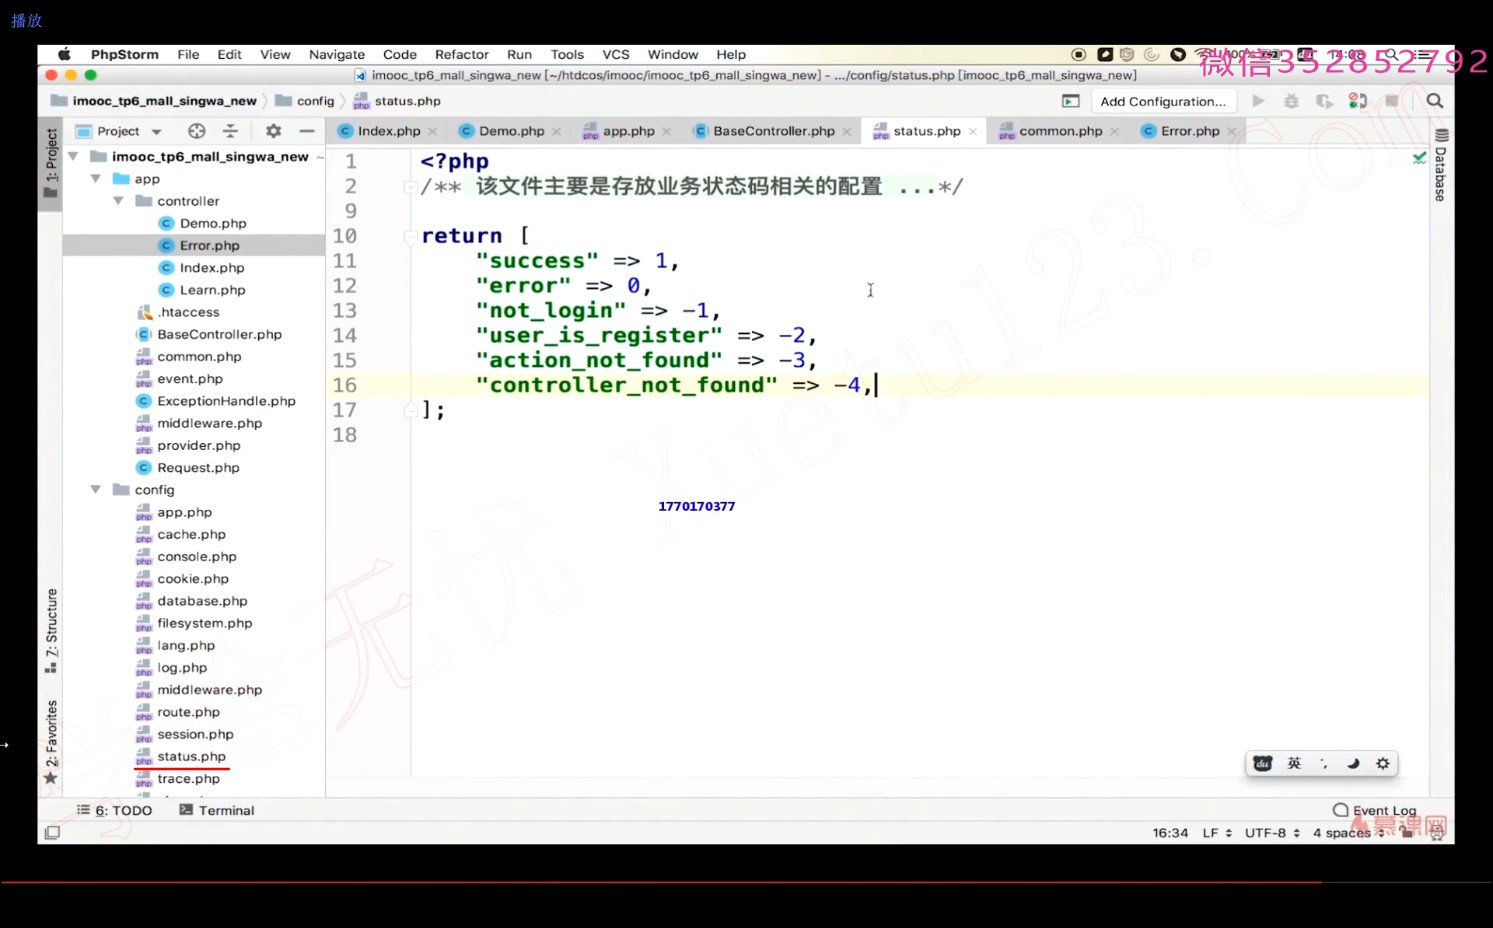 播放
PhpStorm File Edit View Navigate Code Refactor Run Tools VCS Window Help
微信352852792
imooc_tp6_mall_singwa_new [~/htdcos/imooc/imooc_tp6_mall_singwa_new] - .../config/status.php [imooc_tp6_mall_singwa_new]
imooc_tp6_mall_singwa_new config status.php Add Configuration...
Project Index.php Demo.php app.php BaseController.php status.php common.php Error.php
1: Project
Database
imooc_tp6_mall_singwa_new ~
app
controller
Demo.php
Error.php
Index.php
Learn.php
.htaccess
BaseController.php
common.php
event.php
ExceptionHandle.php
middleware.php
provider.php
Request.php
config
app.php
cache.php
console.php
cookie.php
database.php
filesystem.php
lang.php
log.php
middleware.php
route.php
session.php
status.php
trace.php
Z: Structure
2: Favorites
1 <?php
2 /** 该文件主要是存放业务状态码相关的配置 ...*/
9
10 return [
11 "success" => 1,
12 "error" => 0,
13 "not_login" => -1,
14 "user_is_register" => -2,
15 "action_not_found" => -3,
16 "controller_not_found" => -4,
17 ];
18
1770170377
Xuetu123.com
无忧
du 英
6: TODO Terminal Event Log
慕课网
16:34 LF UTF-8 4 spaces